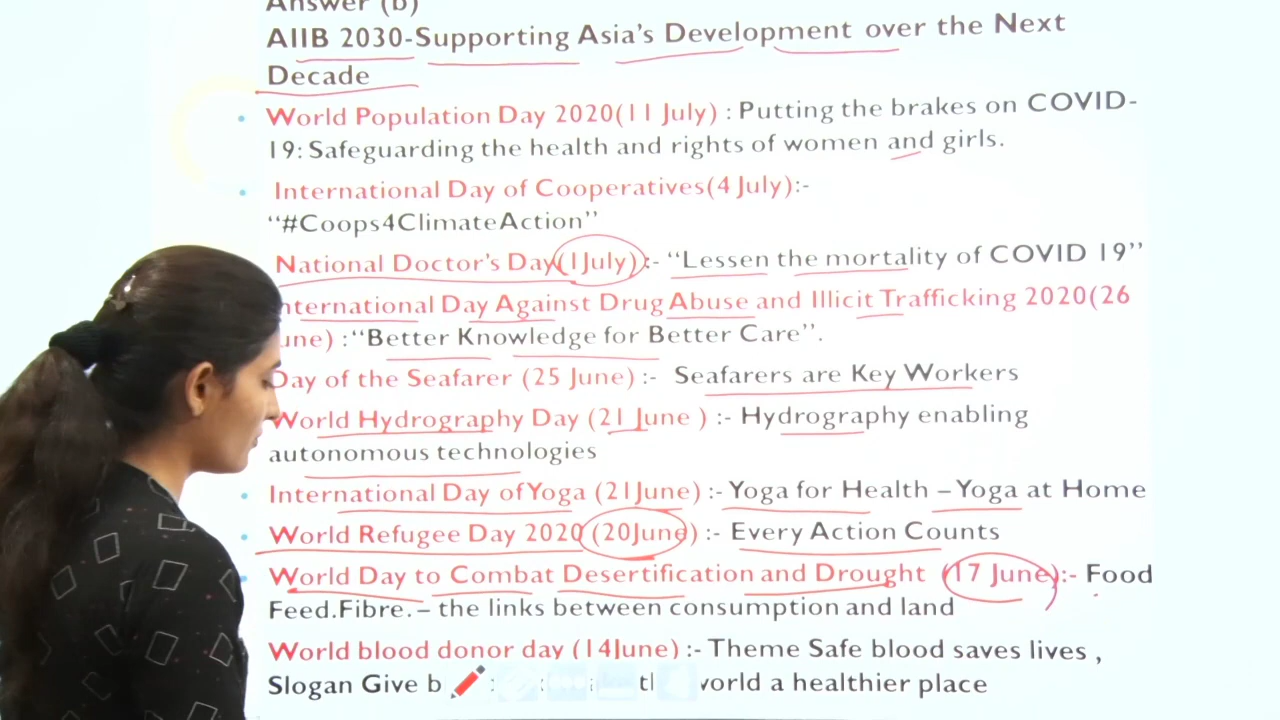 Answer (b)
AIIB 2030-Supporting Asia's Development over the Next
Decade
World Population Day 2020(11 July) : Putting the brakes on COVID-
19: Safeguarding the health and rights of women and girls.
International Day of Cooperatives(4 July):-
"#Coops4ClimateAction"
National Doctor's Day(1July):- "Lessen the mortality of COVID 19"
nternational Day Against Drug Abuse and Illicit Trafficking 2020(26
une) :"Better Knowledge for Better Care".
Day of the Seafarer (25 June) :- Seafarers are Key Workers
World Hydrography Day (21 June ) :- Hydrography enabling
autonomous technologies
International Day of Yoga (21June) :- Yoga for Health – Yoga at Home
World Refugee Day 2020 (20June) :- Every Action Counts
World Day to Combat Desertification and Drought (17 June):- Food
Feed.Fibre. – the links between consumption and land
World blood donor day (14June) :- Theme Safe blood saves lives ,
Slogan Give b world a healthier place